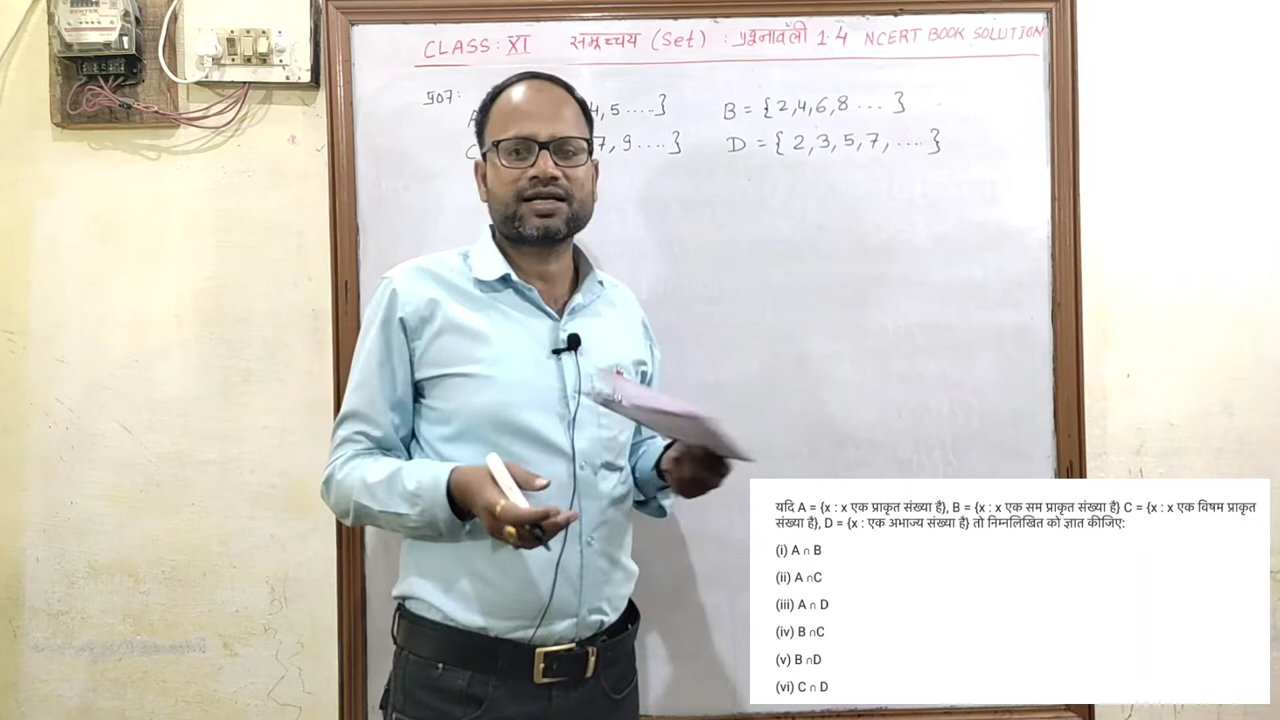 CLASS: XI समुच्चय (Set) : प्रश्नावली 1.4 NCERT BOOK SOLUTION
प्र07:
4,5.....} B = {2,4,6,8...}
C 7,9....} D = {2,3,5,7,....}
यदि A = {x : x एक प्राकृत संख्या है}, B = {x : x एक सम प्राकृत संख्या है} C = {x : x एक विषम प्राकृत
संख्या है}, D = {x : एक अभाज्य संख्या है} तो निम्नलिखित को ज्ञात कीजिए:
(i) A ∩ B
(ii) A ∩C
(iii) A ∩ D
(iv) B ∩C
(v) B ∩D
(vi) C ∩ D